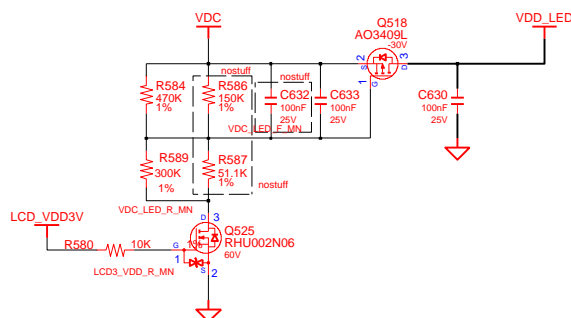 VDC
Q518
AO3409L
-30V
VDD_LED
nostuff
2
S
3
D
1
G
R584
470K
1%
R586
150K
1%
nostuff
C632
100nF
25V
C633
100nF
25V
C630
100nF
25V
VDC_LED_F_MN
R589
300K
1%
R587
51.1K
1%
nostuff
VDC_LED_R_MN
LCD_VDD3V
D
3
Q525
RHU002N06
60V
R580
10K
1%
G
1
S
2
LCD3_VDD_R_MN